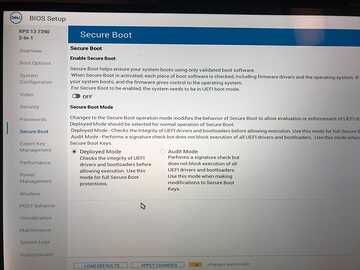 DELL
BIOS Setup
XPS 13 7390
2-in-1
Overview
Boot Options
System
Configuration
Video
Security
Passwords
Secure Boot
Expert Key
Management
Performance
Power
Management
Wireless
POST Behavior
Virtualization
Maintenance
System Logs
Secure Boot
Secure Boot
Enable Secure Boot
Secure Boot helps ensure your system boots using only validated boot software.
When Secure Boot is activated, each piece of boot software is checked, including firmware drivers and the operating system. If
your system boots, and the firmware gives control to the operating system.
For Secure Boot to be enabled, the system needs to be in UEFI boot mode.
OFF
Secure Boot Mode
Changes to the Secure Boot operation mode modifies the behavior of Secure Boot to allow evaluation or enforcement of UEFI
Deployed Mode should be selected for normal operation of Secure Boot.
Deployed Mode - Checks the integrity of UEFI drivers and bootloaders before allowing execution. Use this mode for full Secure
Audit Mode - Performs a signature check but does not block execution of all UEFI drivers and bootloaders. Use this mode when
Secure Boot Keys.
Deployed Mode
Checks the integrity of UEFI
drivers and bootloaders before
allowing execution. Use this
mode for full Secure Boot
protections.
Audit Mode
Performs a signature check but
does not block execution of
all UEFI drivers and bootloaders.
Use this mode when making
modifications to Secure Boot
Keys.
APPLY CHANGES